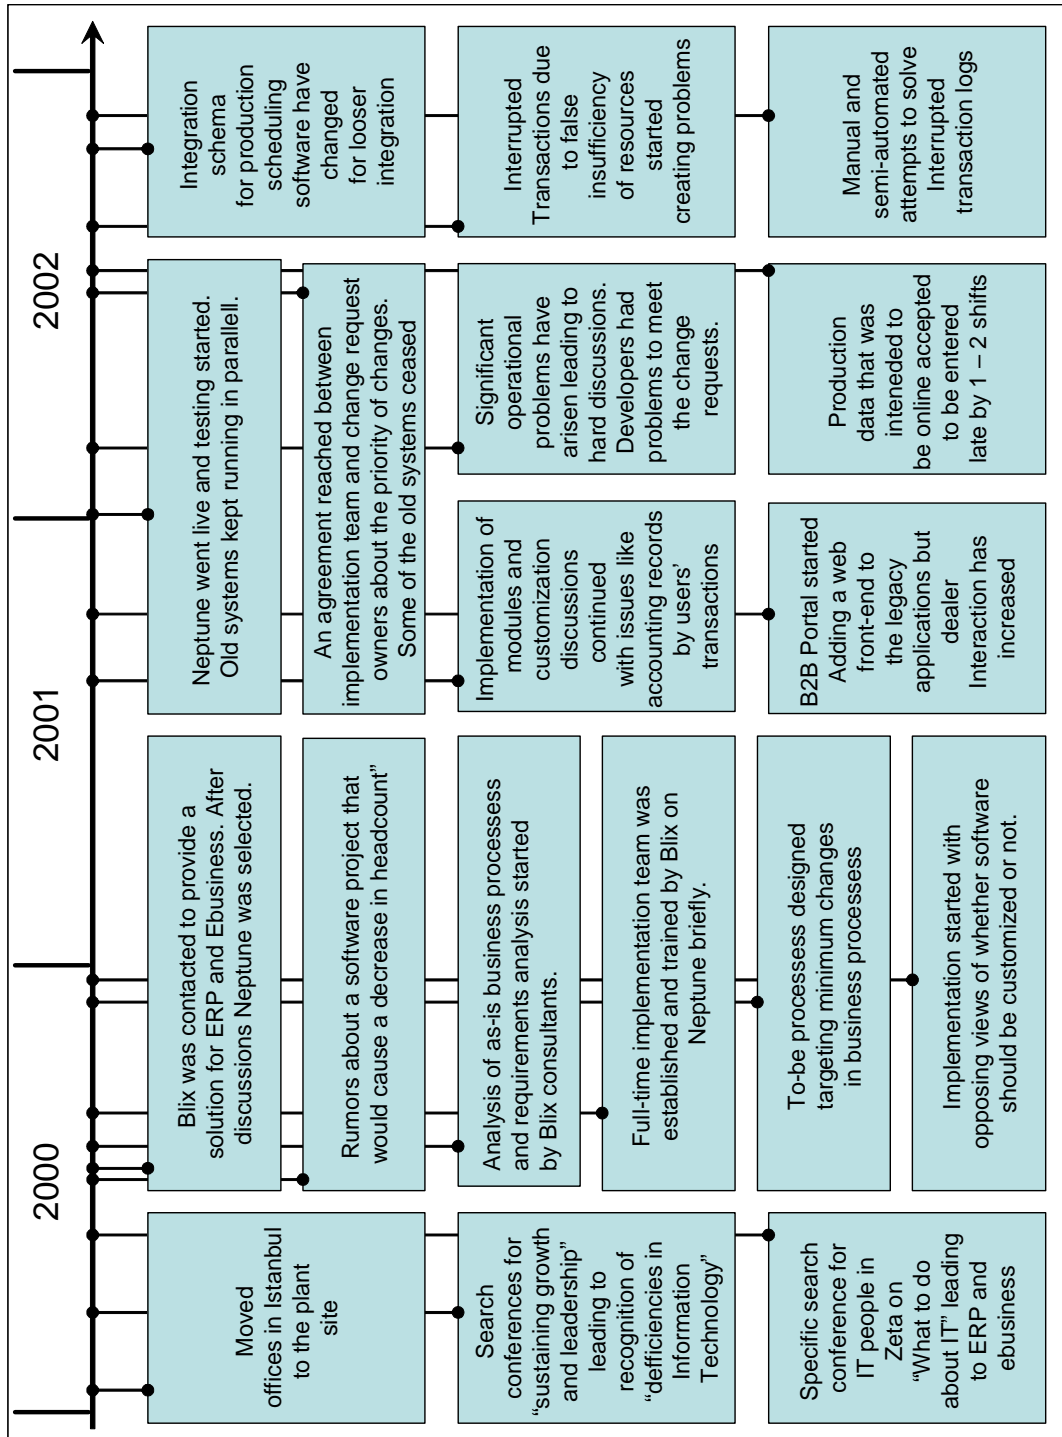 2000
2001
2002
Moved
offices in Istanbul
to the plant
site
Search
conferences for
“sustaining growth
and leadership”
leading to
recognition of
“defficiencies in
Information
Technology”
Specific search
conference for
IT people in
Zeta on
“What to do
about IT” leading
to ERP and
ebusiness
Blix was contacted to provide a
solution for ERP and Ebusiness. After
discussions Neptune was selected.
Rumors about a software project that
would cause a decrease in headcount”
Analysis of as-is business processess
and requirements analysis started
by Blix consultants.
Full-time implementation team was
established and trained by Blix on
Neptune briefly.
To-be processes designed
targeting minimum changes
in business processess
Implementation started with
opposing views of whether software
should be customized or not.
Neptune went live and testing started.
Old systems kept running in parallell.
An agreement reached between
implementation team and change request
owners about the priority of changes.
Some of the old systems ceased
Implementation of
modules and
customization
discussions
continued
with issues like
accounting records
by users’
transactions
B2B Portal started
Adding a web
front-end to
the legacy
applications but
dealer
Interaction has
increased
Significant
operational
problems have
arisen leading to
hard discussions.
Developers had
problems to meet
the change
requests.
Production
data that was
inteneded to
be online accepted
to be entered
late by 1 – 2 shifts
Integration
schema
for production
scheduling
software have
changed
for looser
integration
Interrupted
Transactions due
to false
insufficiency
of resources
started
creating problems
Manual and
semi-automated
attempts to solve
Interrupted
transaction logs